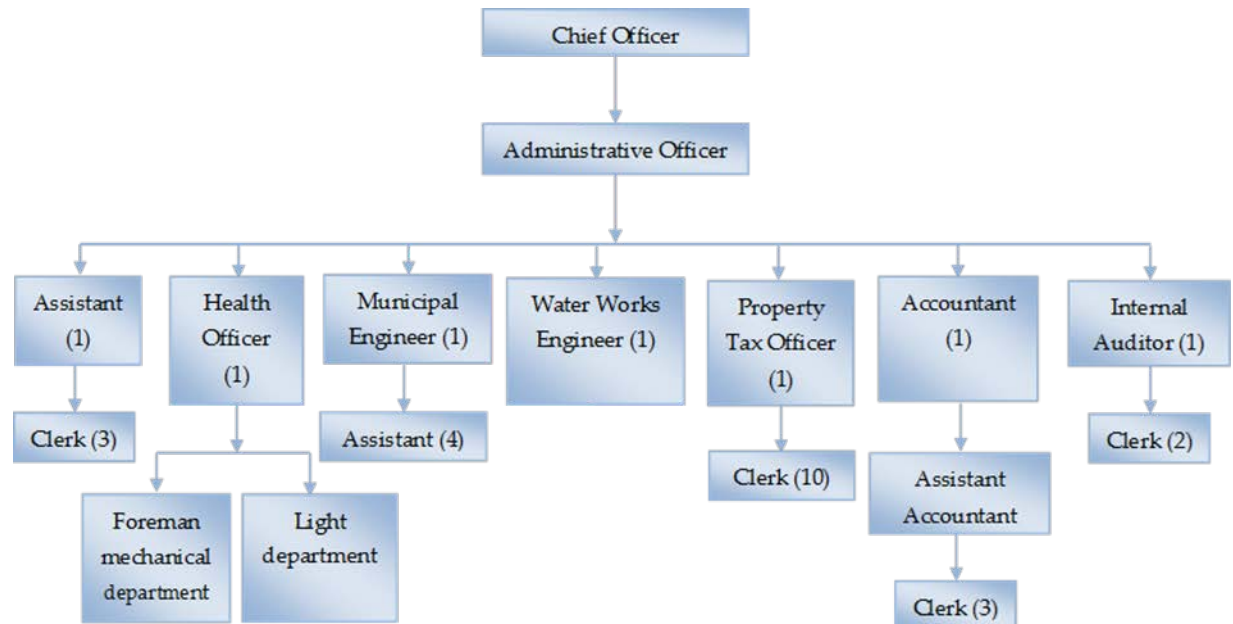 Chief Officer
Administrative Officer
Assistant
(1)
Health
Officer
(1)
Municipal
Engineer (1)
Water Works
Engineer (1)
Property
Tax Officer
(1)
Accountant
(1)
Internal
Auditor (1)
Clerk (3)
Assistant (4)
Clerk (10)
Assistant
Accountant
Clerk (2)
Foreman
mechanical
department
Light
department
Clerk (3)